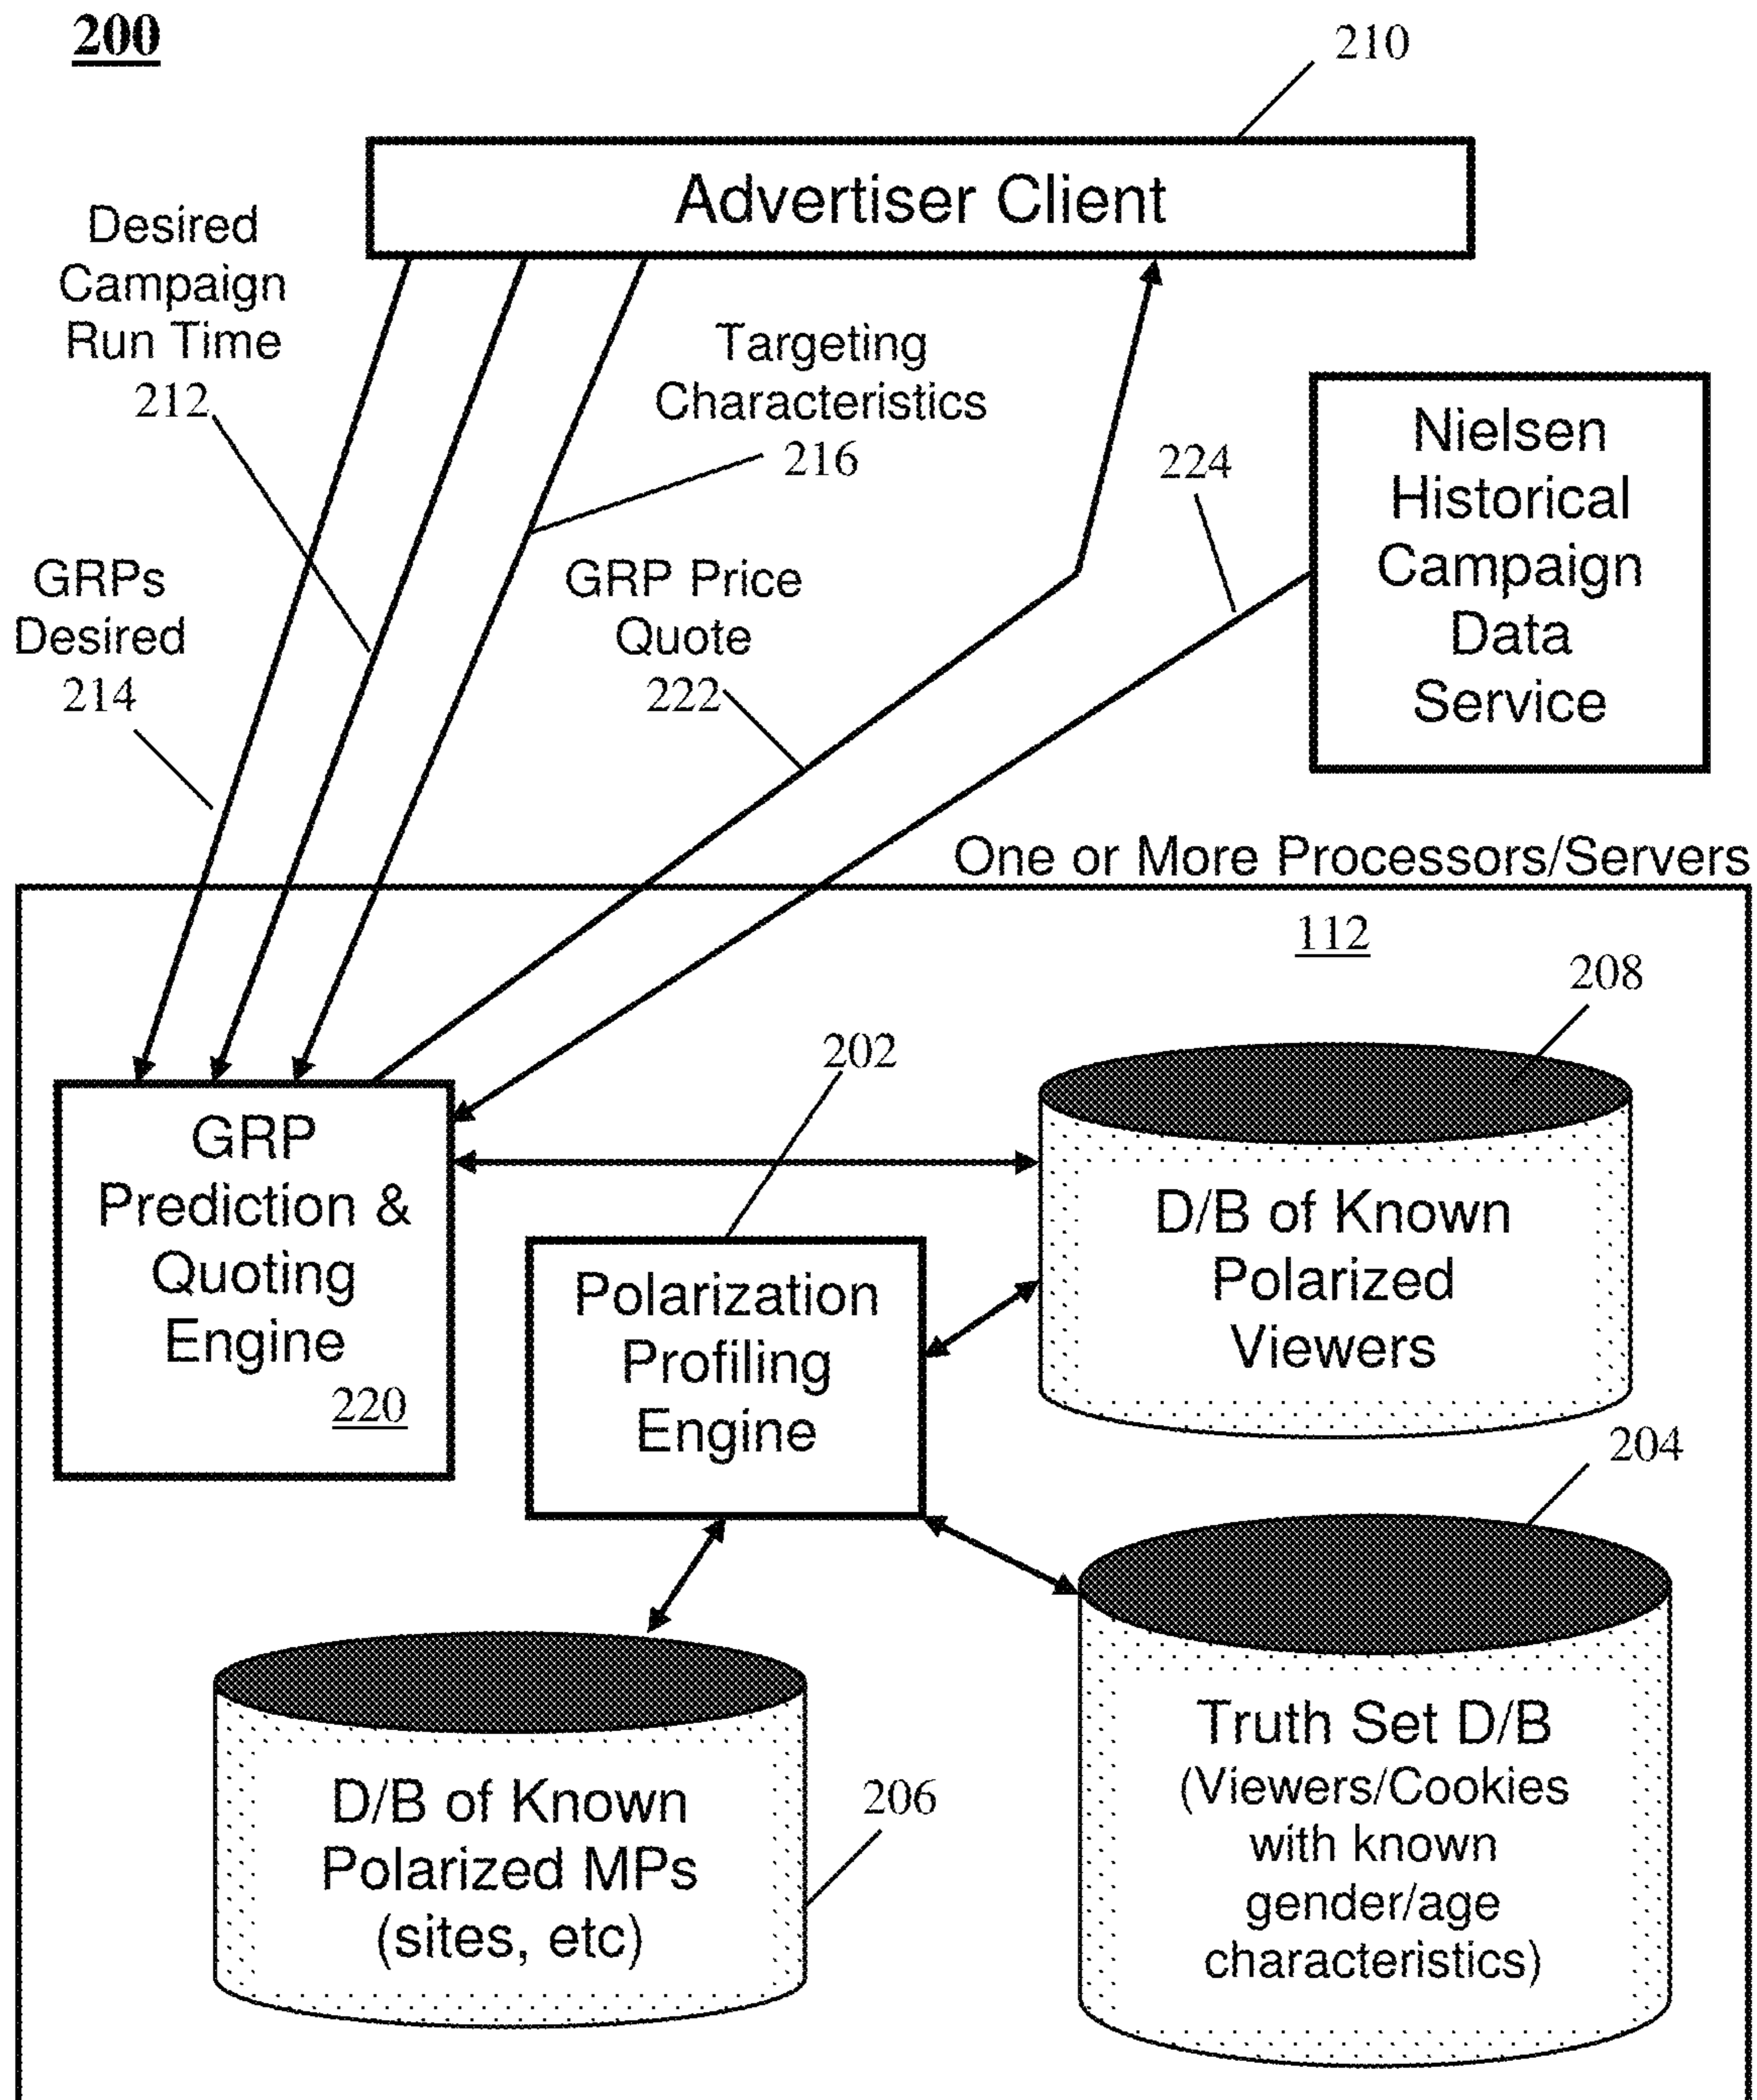 200
210
Advertiser Client
Desired
Campaign
Run Time
212
Targeting
Characteristics
216
224
Nielsen
Historical
Campaign
Data
Service
GRPs
Desired
214
GRP Price
Quote
222
One or More Processors/Servers
112
208
202
GRP
Prediction &
Quoting
Engine
220
D/B of Known
Polarized
Viewers
Polarization
Profiling
Engine
204
Truth Set D/B
(Viewers/Cookies
with known
gender/age
characteristics)
D/B of Known
Polarized MPs
(sites, etc)
206